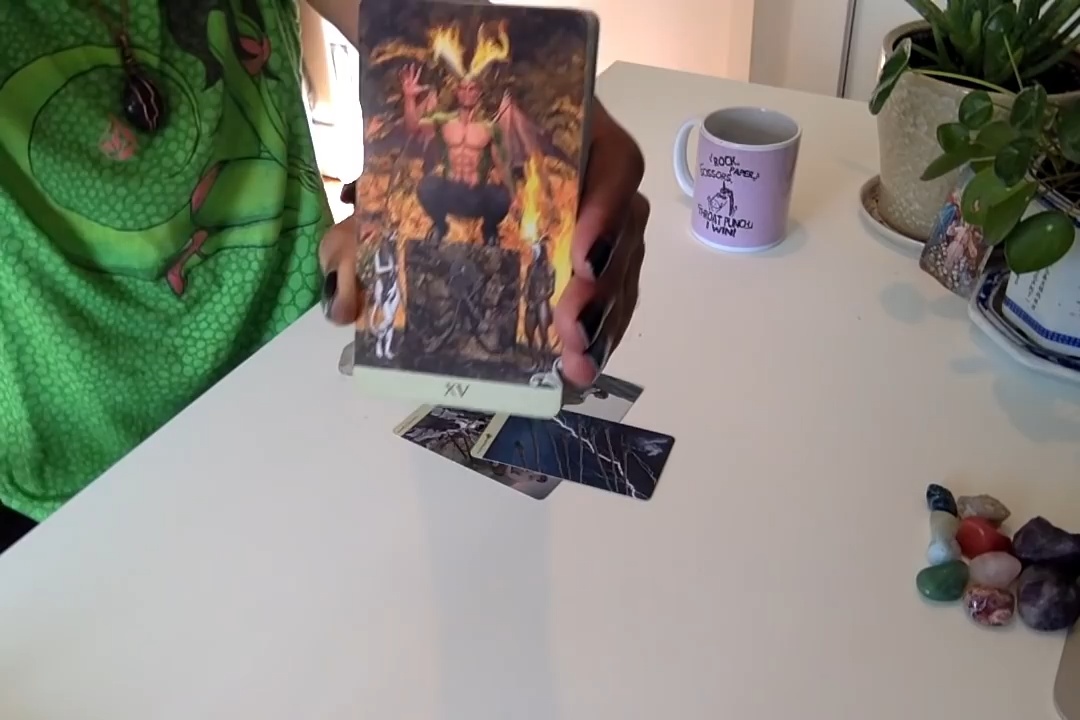 XV
(ROCK,
PAPER,
SCISSORS,
THROAT PUNCH,
I WIN!